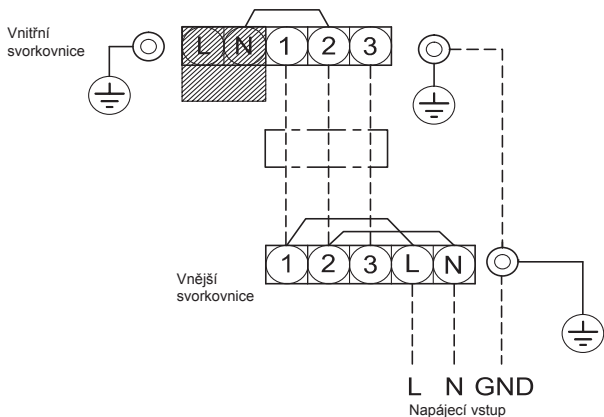 Vnitřní
svorkovnice
L N 1 2 3
1 2 3 L N
Vnější
svorkovnice
L N GND
Napájecí vstup